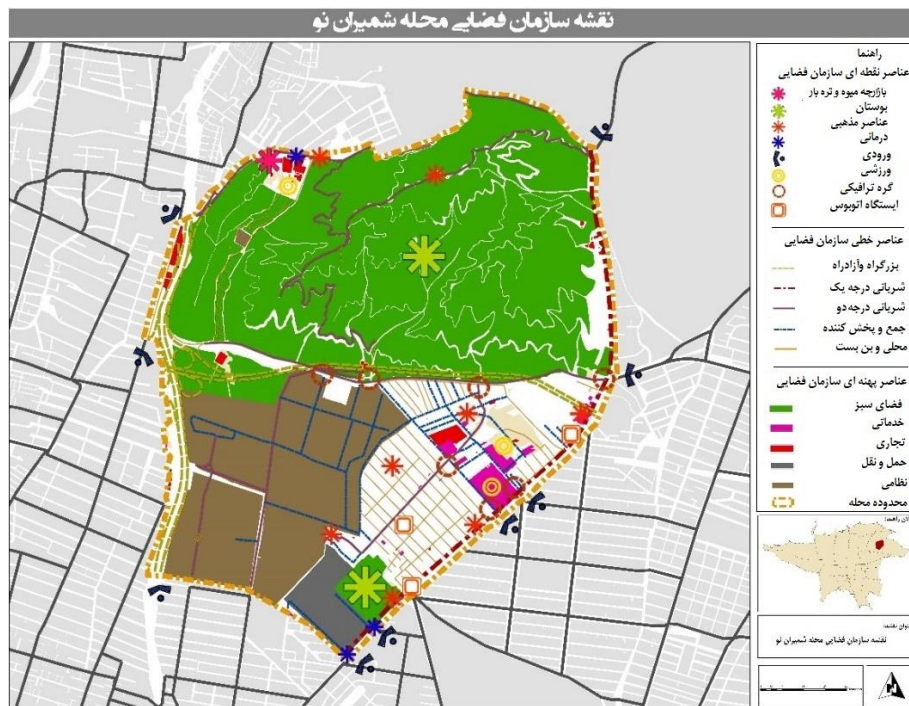 نقشه سازمان فضایی محله شمیران نو
راهنما
عناصر نقطه ای سازمان فضایی
بازارچه میوه و تره بار
بوستان
عناصر مذهبی
درمانی
ورودی
ورزشی
گره ترافیکی
ایستگاه اتوبوس
عناصر خطی سازمان فضایی
بزرگراه وآزادراه
شریانی درجه یک
شریانی درجه دو
جمع و پخش کننده
محلی و بن بست
عناصر پهنه ای سازمان فضایی
فضای سبز
خدماتی
تجاری
حمل و نقل
نظامی
محدوده محله
نقشه سازمان فضایی محله شمیران نو